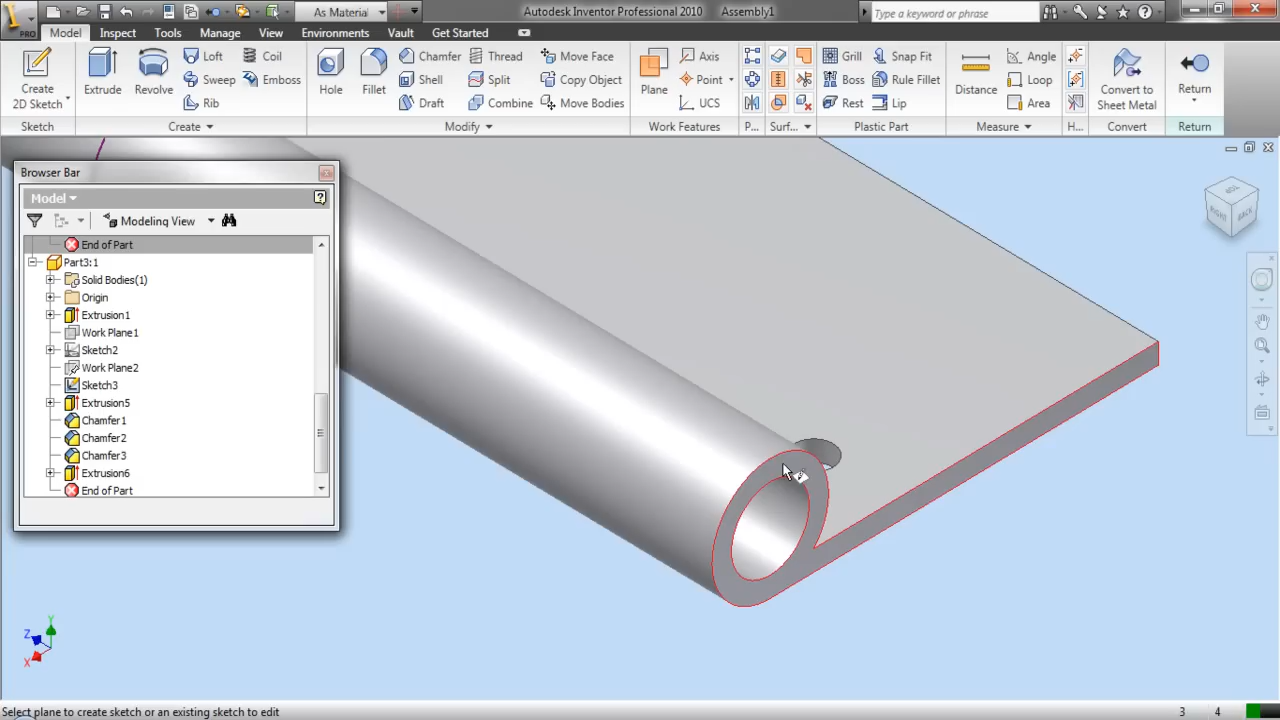 As Material
Autodesk Inventor Professional 2010 Assembly1
Type a keyword or phrase
PRO
Model Inspect Tools Manage View Environments Vault Get Started
Create
2D Sketch
Extrude
Revolve
Loft
Coil
Sweep
Emboss
Rib
Hole
Fillet
Chamfer
Thread
Move Face
Shell
Split
Copy Object
Draft
Combine
Move Bodies
Plane
Axis
Point
UCS
Grill
Snap Fit
Boss
Rule Fillet
Rest
Lip
Distance
Angle
Loop
Area
Convert to
Sheet Metal
Return
Sketch
Create
Modify
Work Features
P...
Surf...
Plastic Part
Measure
H...
Convert
Return
Browser Bar
Model
Modeling View
End of Part
Part3:1
Solid Bodies(1)
Origin
Extrusion1
Work Plane1
Sketch2
Work Plane2
Sketch3
Extrusion5
Chamfer1
Chamfer2
Chamfer3
Extrusion6
End of Part
RIGHT
BACK
Y
Z
X
Select plane to create sketch or an existing sketch to edit
3 4